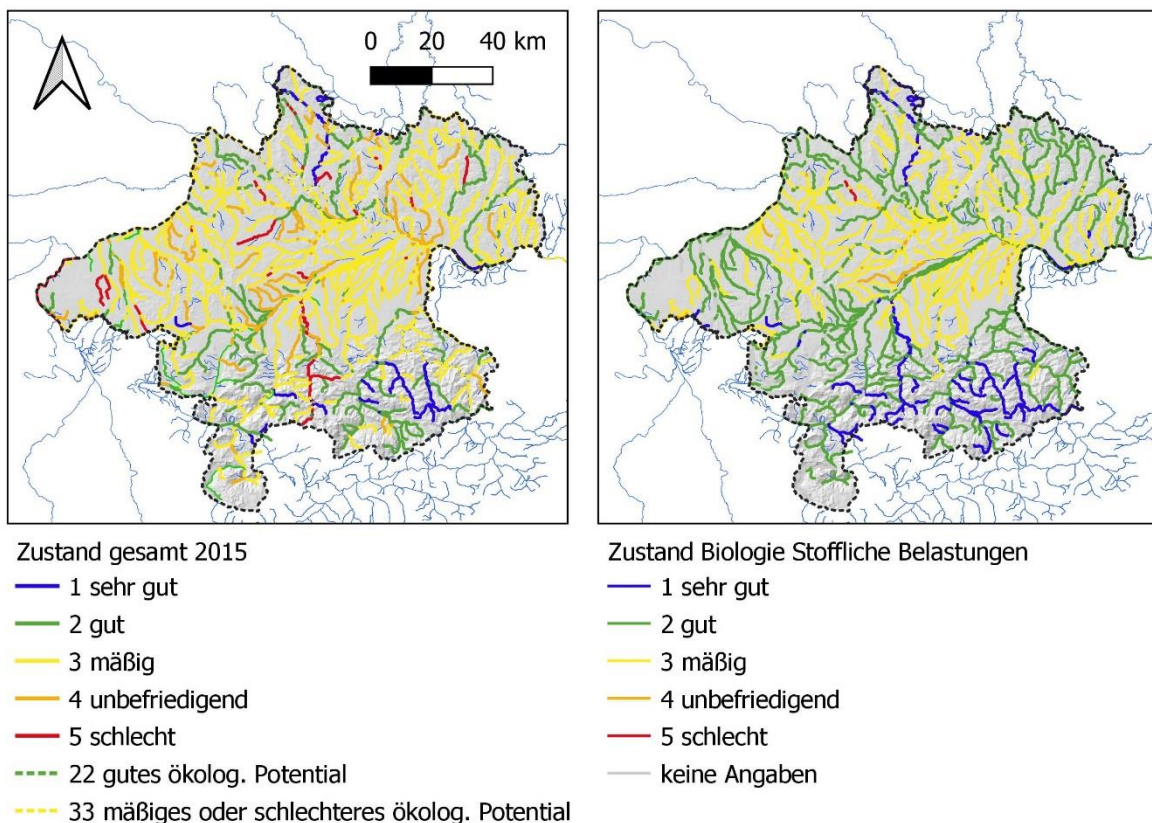 0 20 40 km
Zustand gesamt 2015
1 sehr gut
2 gut
3 mäßig
4 unbefriedigend
5 schlecht
22 gutes ökolog. Potential
33 mäßiges oder schlechteres ökolog. Potential
Zustand Biologie Stoffliche Belastungen
1 sehr gut
2 gut
3 mäßig
4 unbefriedigend
5 schlecht
keine Angaben